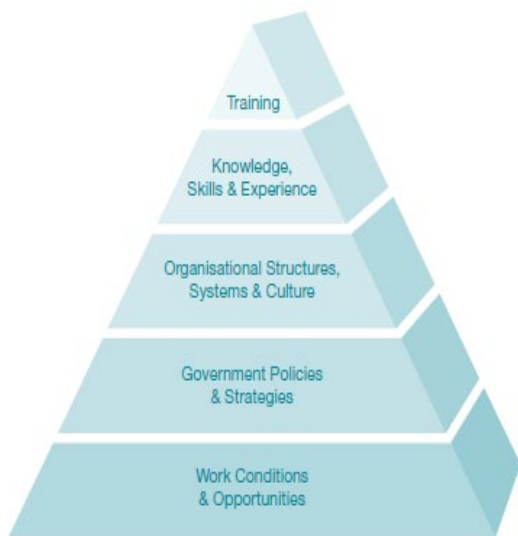 Training
Knowledge,
Skills & Experience
Organisational Structures,
Systems & Culture
Government Policies
& Strategies
Work Conditions
& Opportunities